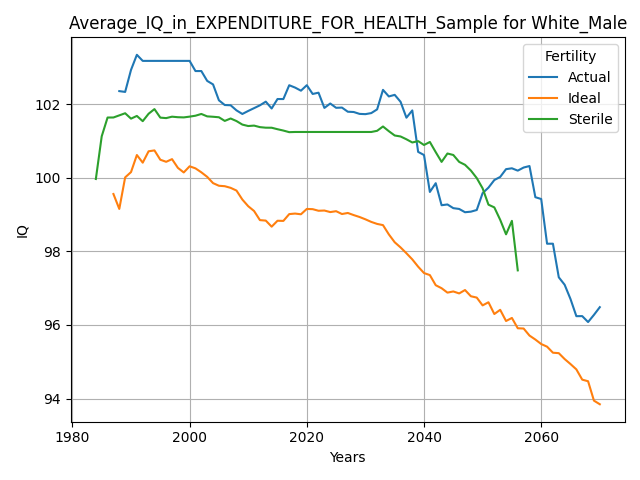 Average_IQ_in_EXPENDITURE_FOR_HEALTH_Sample for White_Male
Fertility
Actual
Ideal
Sterile
IQ
102
100
98
96
94
1980
2000
2020
2040
2060
Years